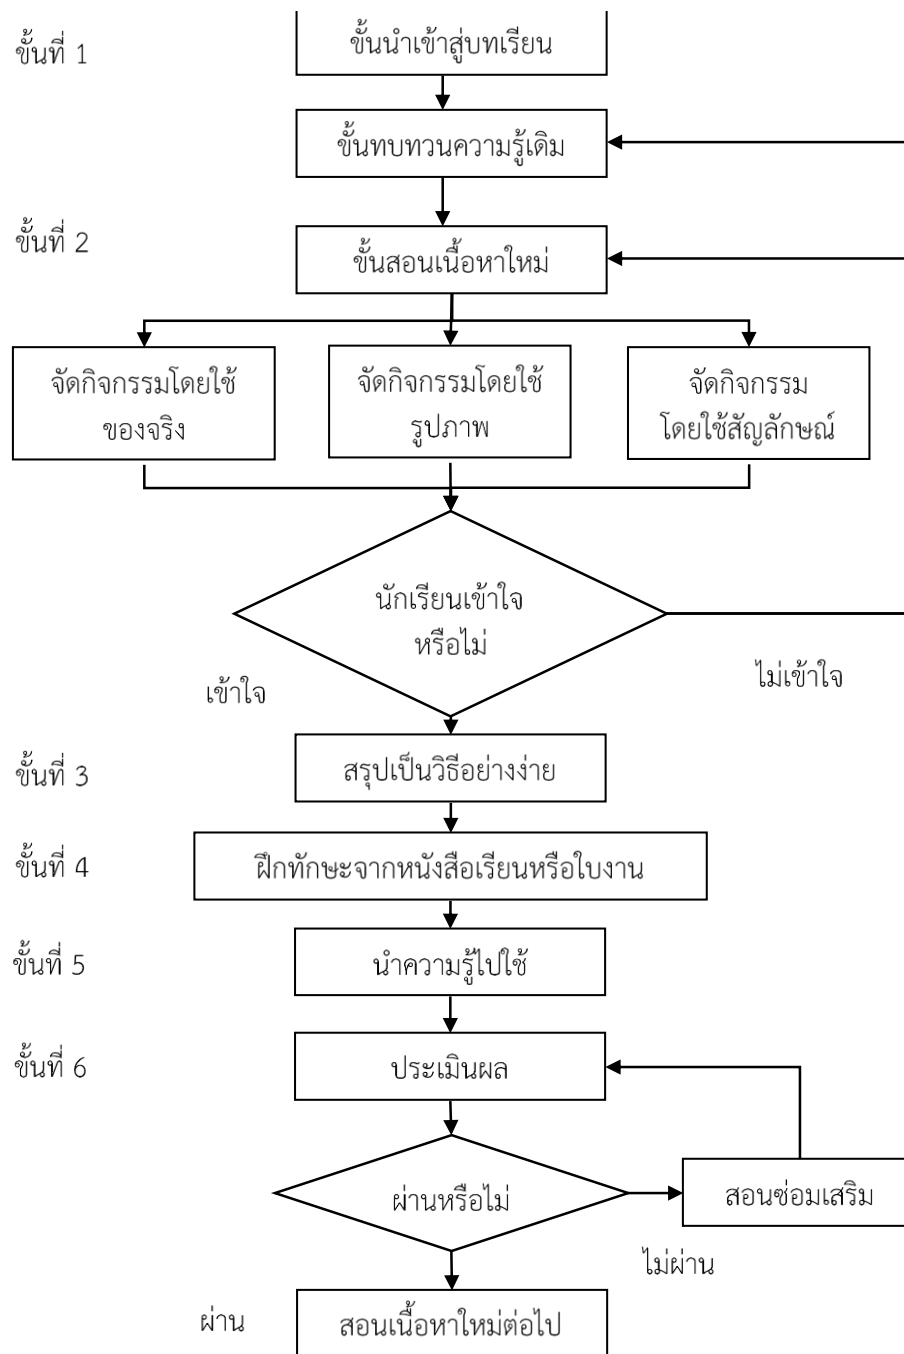 ขั้นที่ 1
ขั้นนำเข้าสู่บทเรียน
ขั้นทบทวนความรู้เดิม
ขั้นที่ 2
ขั้นสอนเนื้อหาใหม่
จัดกิจกรรมโดยใช้
ของจริง
จัดกิจกรรมโดยใช้
รูปภาพ
จัดกิจกรรม
โดยใช้สัญลักษณ์
นักเรียนเข้าใจ
หรือไม่
เข้าใจ
ไม่เข้าใจ
ขั้นที่ 3
สรุปเป็นวิธีอย่างง่าย
ขั้นที่ 4
ฝึกทักษะจากหนังสือเรียนหรือใบงาน
ขั้นที่ 5
นำความรู้ไปใช้
ขั้นที่ 6
ประเมินผล
ผ่านหรือไม่
สอนซ่อมเสริม
ไม่ผ่าน
ผ่าน
สอนเนื้อหาใหม่ต่อไป